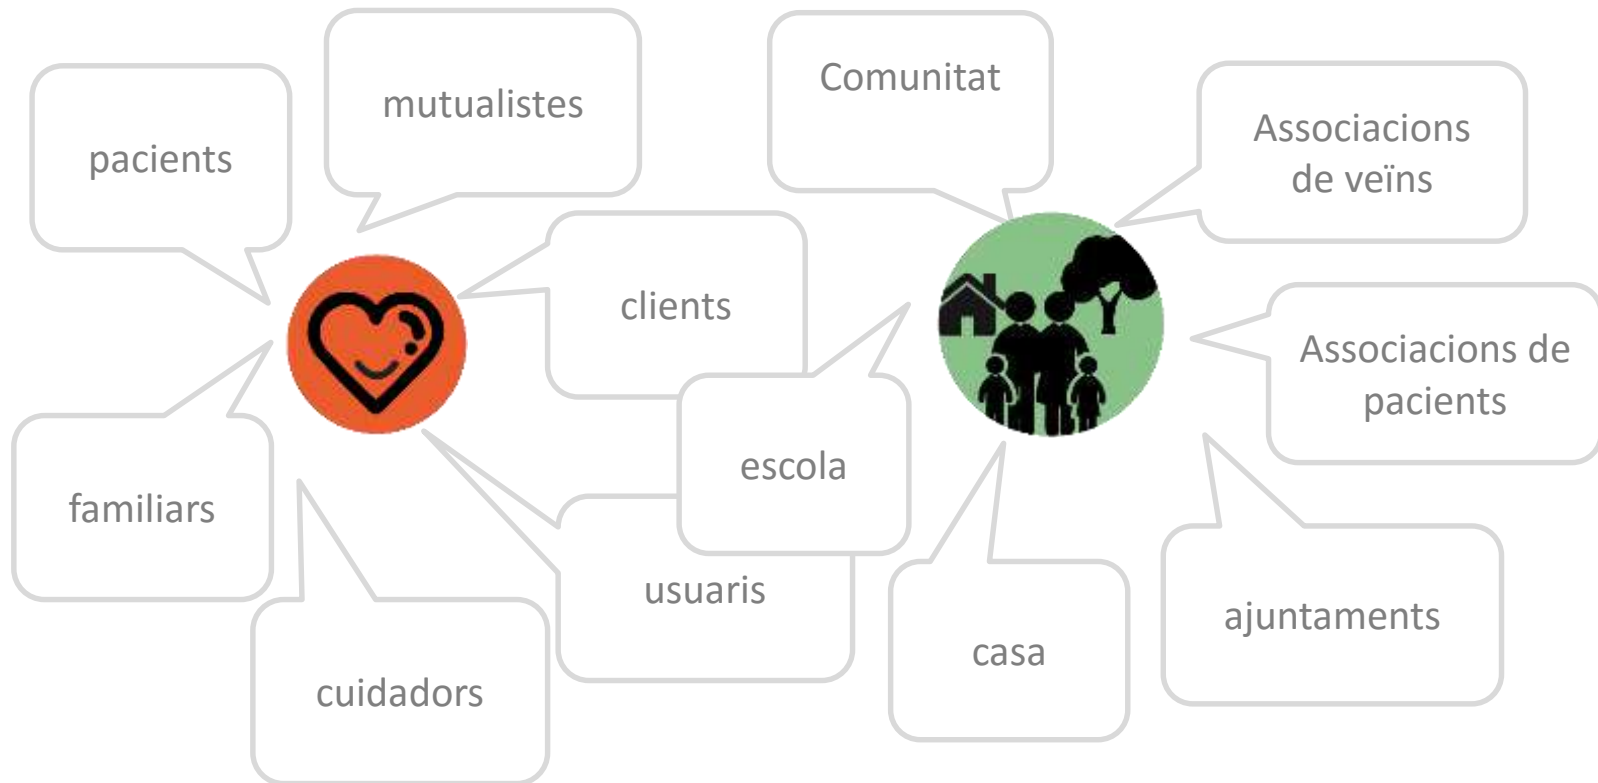 mutualistes
pacients
clients
familiars
usuaris
cuidadors
Comunitat
Associacions
de veïns
Associacions de
pacients
escola
casa
ajuntaments